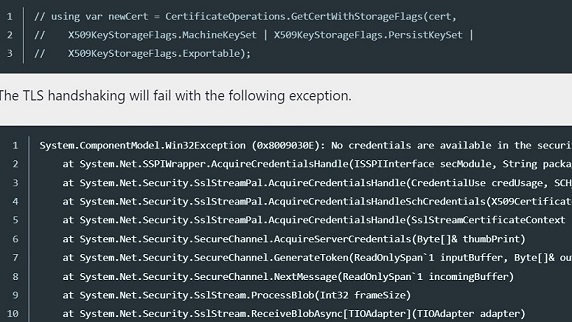 1 // using var newCert = CertificateOperations.GetCertWithStorageFlags(cert,
2 //    X509KeyStorageFlags.MachineKeySet | X509KeyStorageFlags.PersistKeySet |
3 //    X509KeyStorageFlags.Exportable);
The TLS handshaking will fail with the following exception.
1 System.ComponentModel.Win32Exception (0x8009030E): No credentials are available in the securi
2    at System.Net.SSPIWrapper.AcquireCredentialsHandle(ISSPIInterface secModule, String packa
3    at System.Net.Security.SslStreamPal.AcquireCredentialsHandle(CredentialUse credUsage, SCH
4    at System.Net.Security.SslStreamPal.AcquireCredentialsHandleSchCredentials(X509Certificate
5    at System.Net.Security.SslStreamPal.AcquireCredentialsHandle(SslStreamCertificateContext
6    at System.Net.Security.SecureChannel.AcquireServerCredentials(Byte[]& thumbPrint)
7    at System.Net.Security.SecureChannel.GenerateToken(ReadOnlySpan`1 inputBuffer, Byte[]& ou
8    at System.Net.Security.SecureChannel.NextMessage(ReadOnlySpan`1 incomingBuffer)
9    at System.Net.Security.SslStream.ProcessBlob(Int32 frameSize)
10    at System.Net.Security.SslStream.ReceiveBlobAsync[TIOAdapter](TIOAdapter adapter)